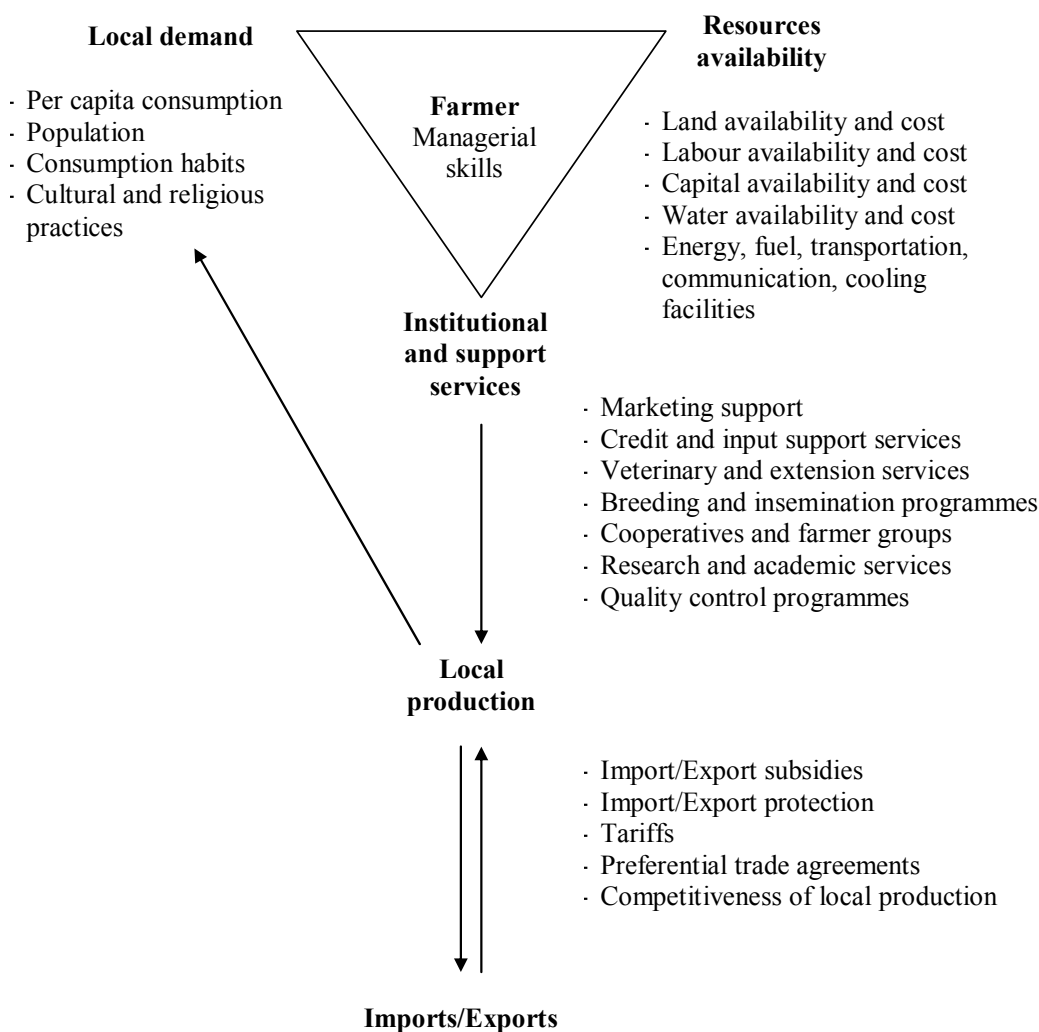 Local demand
- Per capita consumption
- Population
- Consumption habits
- Cultural and religious
practices
Farmer
Managerial
skills
Resources
availability
- Land availability and cost
- Labour availability and cost
- Capital availability and cost
- Water availability and cost
- Energy, fuel, transportation,
communication, cooling
facilities
Institutional
and support
services
- Marketing support
- Credit and input support services
- Veterinary and extension services
- Breeding and insemination programmes
- Cooperatives and farmer groups
- Research and academic services
- Quality control programmes
Local
production
- Import/Export subsidies
- Import/Export protection
- Tariffs
- Preferential trade agreements
- Competitiveness of local production
Imports/Exports